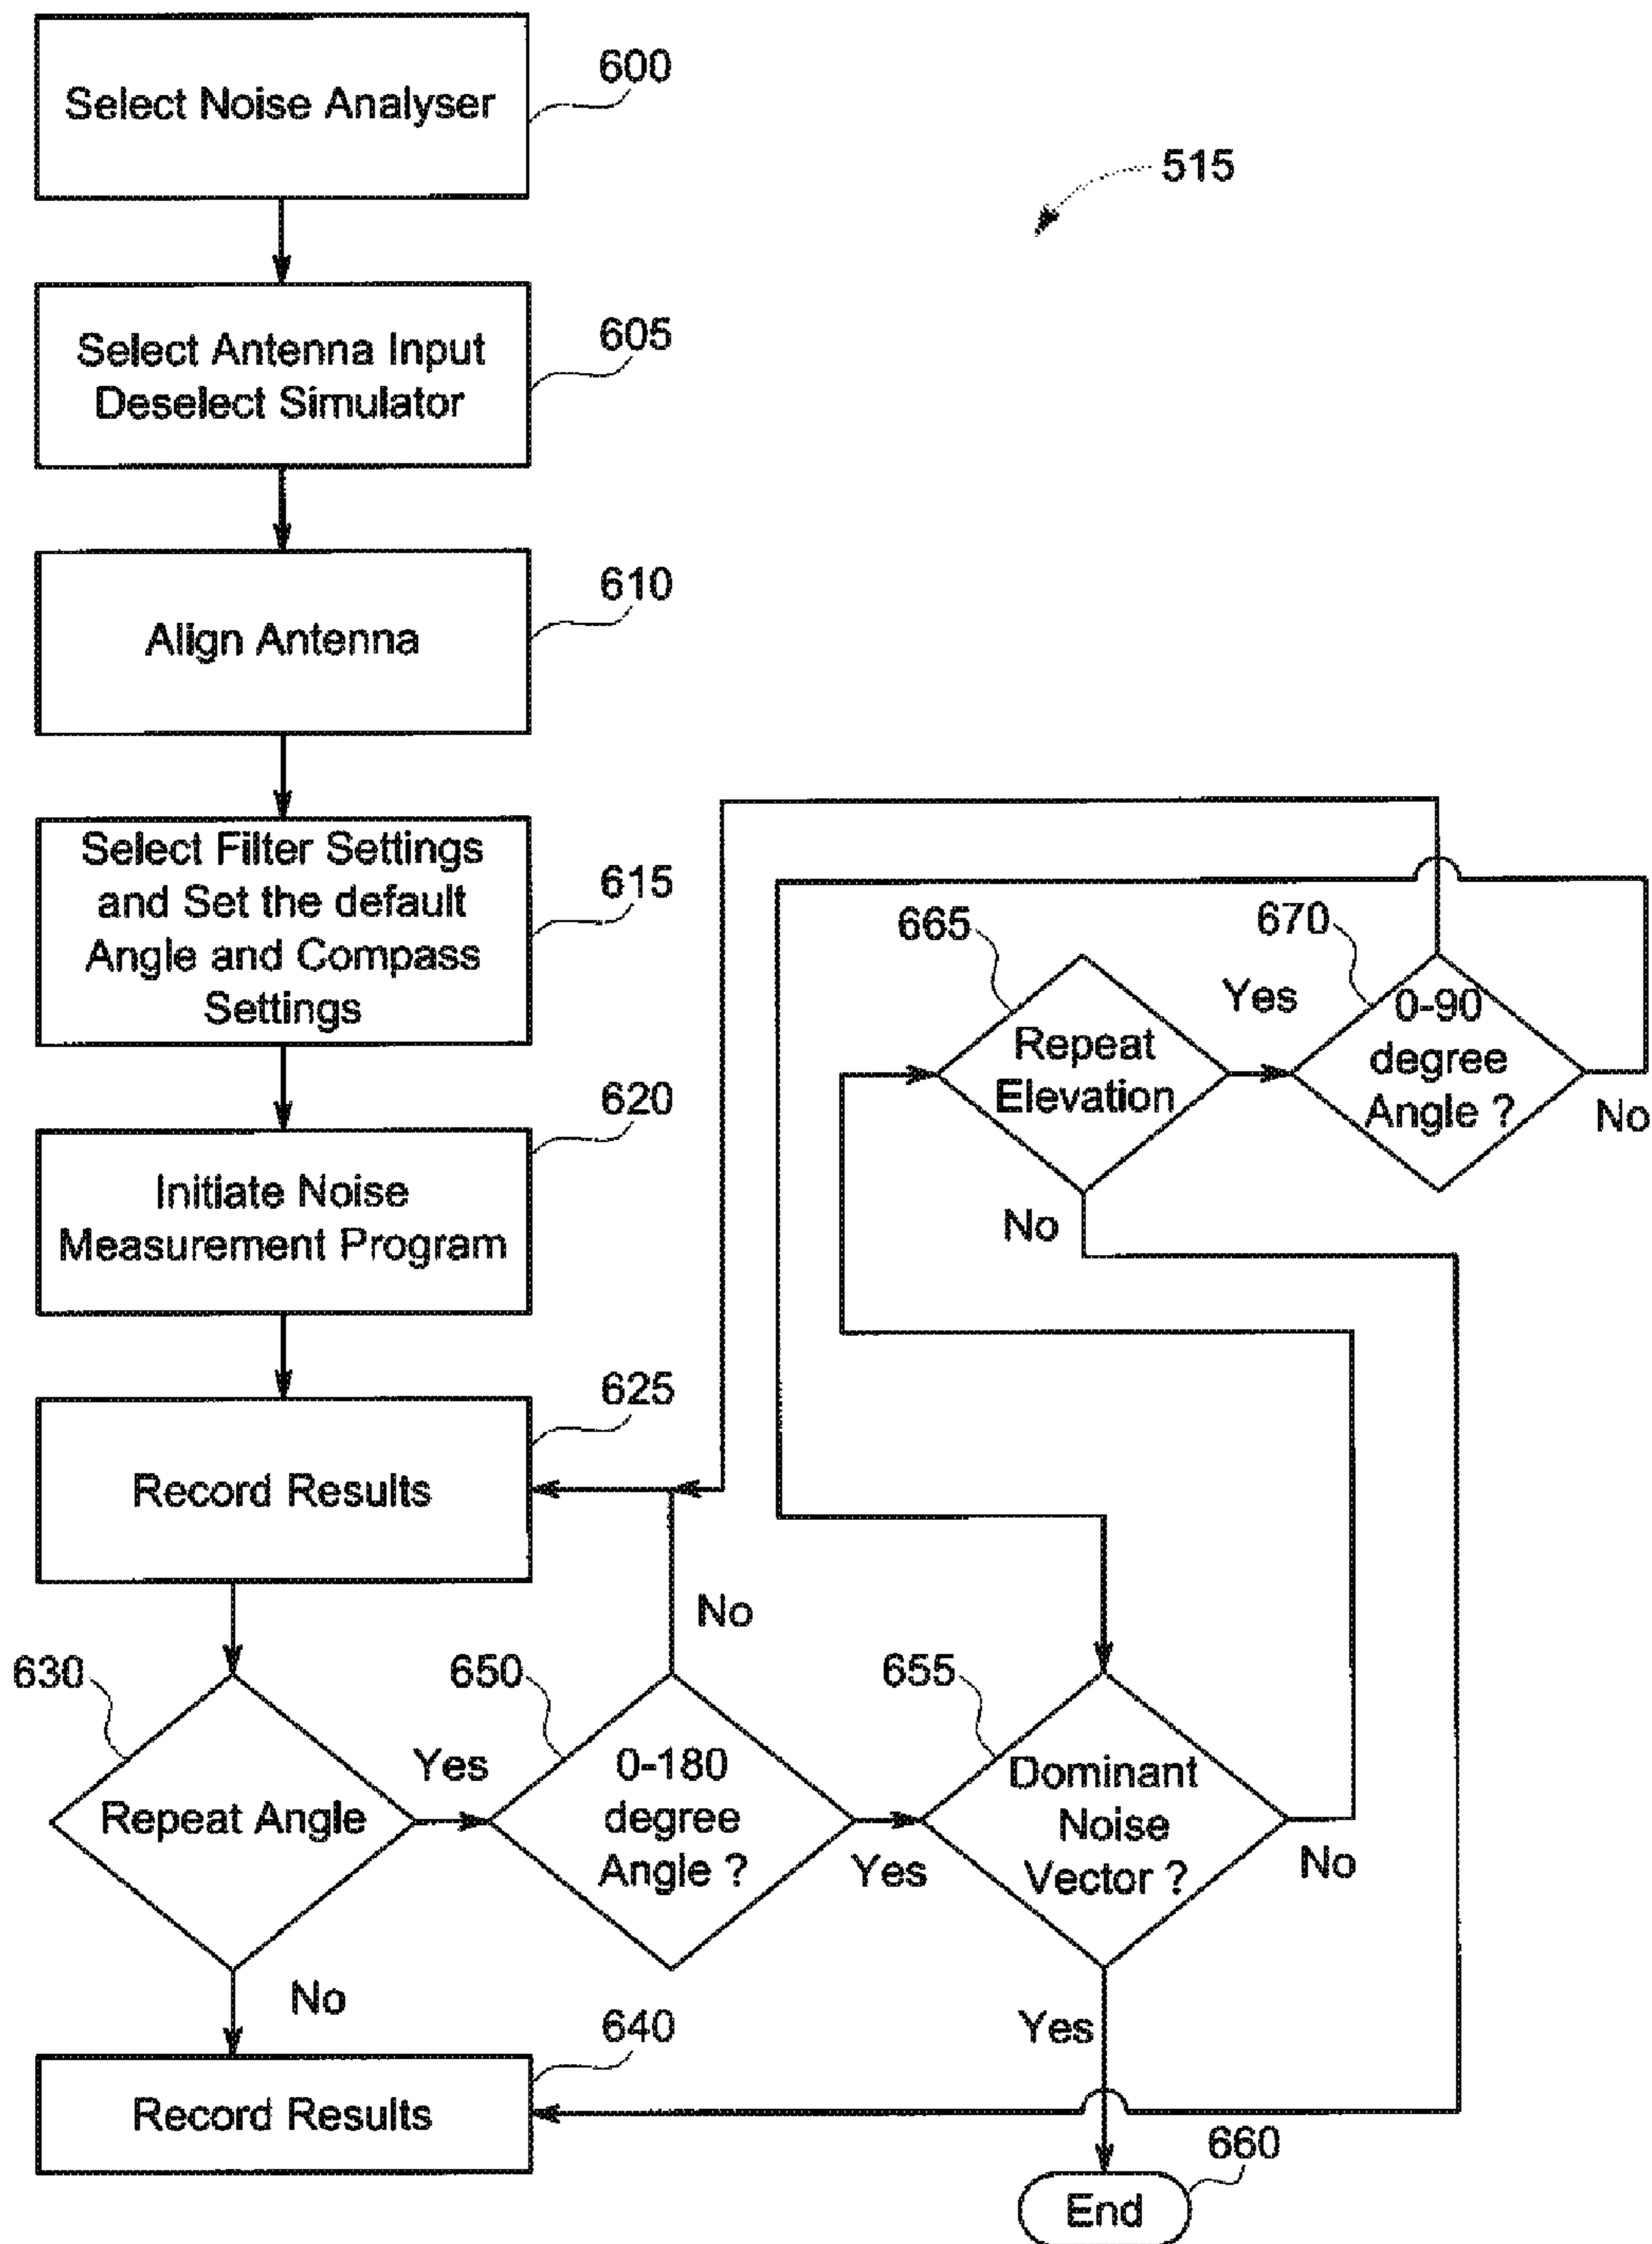 Select Noise Analyser
600
515
Select Antenna Input
Deselect Simulator
605
Align Antenna
610
Select Filter Settings
and Set the default
Angle and Compass
Settings
615
Initiate Noise
Measurement Program
620
Record Results
625
630
Repeat Angle
Yes
No
650
0-180
degree
Angle ?
No
Yes
655
Dominant
Noise
Vector ?
No
Yes
665
Repeat
Elevation
Yes
No
670
0-90
degree
Angle ?
No
Record Results
640
660
End